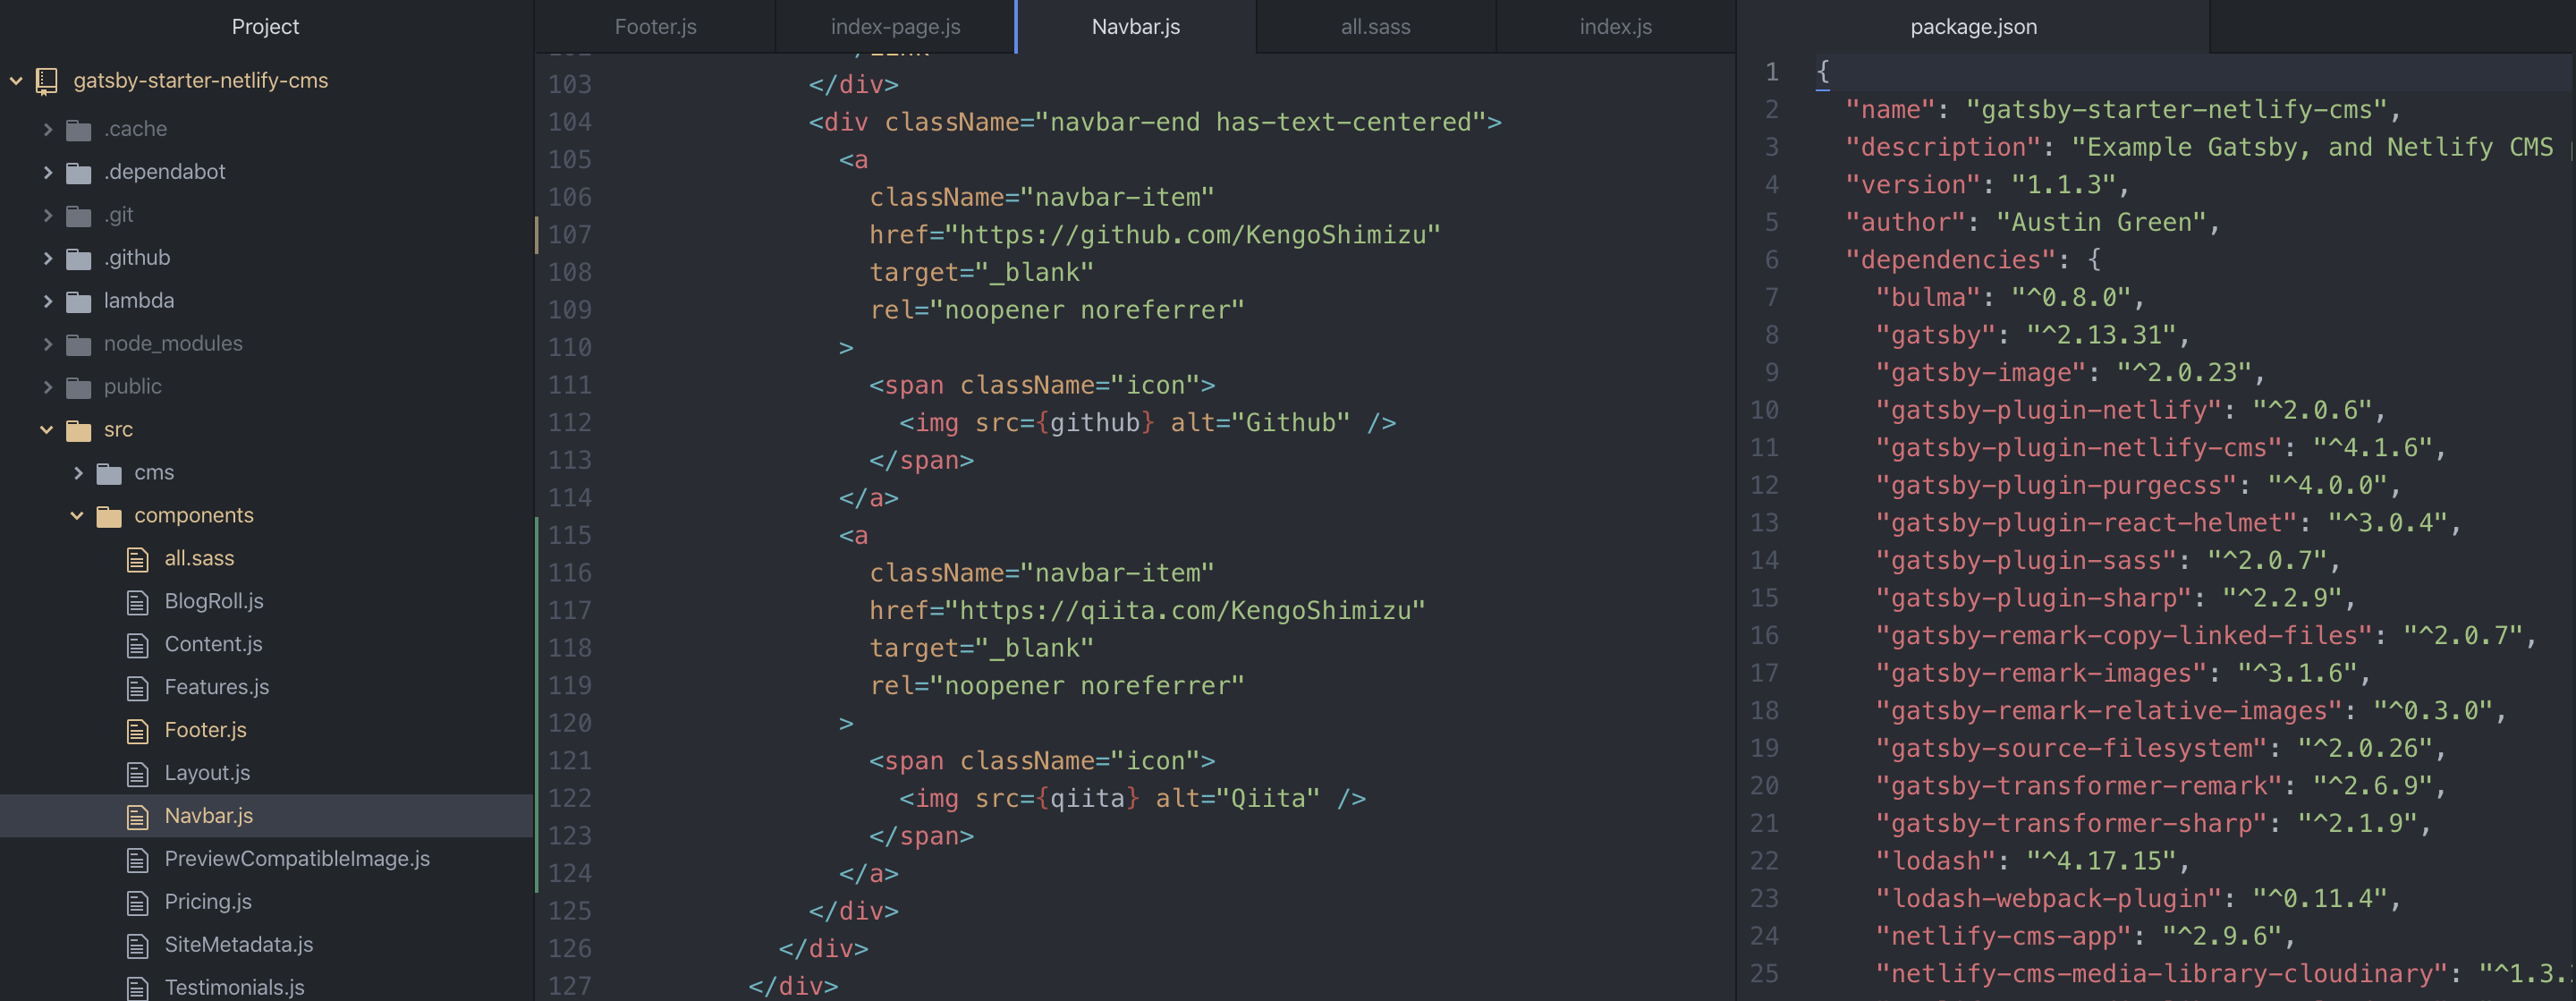 Project
gatsby-starter-netlify-cms
.cache
.dependabot
.git
.github
lambda
node_modules
public
src
cms
components
all.sass
BlogRoll.js
Content.js
Features.js
Footer.js
Layout.js
Navbar.js
PreviewCompatibleImage.js
Pricing.js
SiteMetadata.js
Testimonials.js
Footer.js
index-page.js
Navbar.js
all.sass
index.js
103 </div>
104 <div className="navbar-end has-text-centered">
105 <a
106 className="navbar-item"
107 href="https://github.com/KengoShimizu"
108 target="_blank"
109 rel="noopener noreferrer"
110 >
111 <span className="icon">
112 <img src={github} alt="Github" />
113 </span>
114 </a>
115 <a
116 className="navbar-item"
117 href="https://qiita.com/KengoShimizu"
118 target="_blank"
119 rel="noopener noreferrer"
120 >
121 <span className="icon">
122 <img src={qiita} alt="Qiita" />
123 </span>
124 </a>
125 </div>
126 </div>
127 </div>
package.json
1 {
2 "name": "gatsby-starter-netlify-cms",
3 "description": "Example Gatsby, and Netlify CMS
4 "version": "1.1.3",
5 "author": "Austin Green",
6 "dependencies": {
7 "bulma": "^0.8.0",
8 "gatsby": "^2.13.31",
9 "gatsby-image": "^2.0.23",
10 "gatsby-plugin-netlify": "^2.0.6",
11 "gatsby-plugin-netlify-cms": "^4.1.6",
12 "gatsby-plugin-purgecss": "^4.0.0",
13 "gatsby-plugin-react-helmet": "^3.0.4",
14 "gatsby-plugin-sass": "^2.0.7",
15 "gatsby-plugin-sharp": "^2.2.9",
16 "gatsby-remark-copy-linked-files": "^2.0.7",
17 "gatsby-remark-images": "^3.1.6",
18 "gatsby-remark-relative-images": "^0.3.0",
19 "gatsby-source-filesystem": "^2.0.26",
20 "gatsby-transformer-remark": "^2.6.9",
21 "gatsby-transformer-sharp": "^2.1.9",
22 "lodash": "^4.17.15",
23 "lodash-webpack-plugin": "^0.11.4",
24 "netlify-cms-app": "^2.9.6",
25 "netlify-cms-media-library-cloudinary": "^1.3.